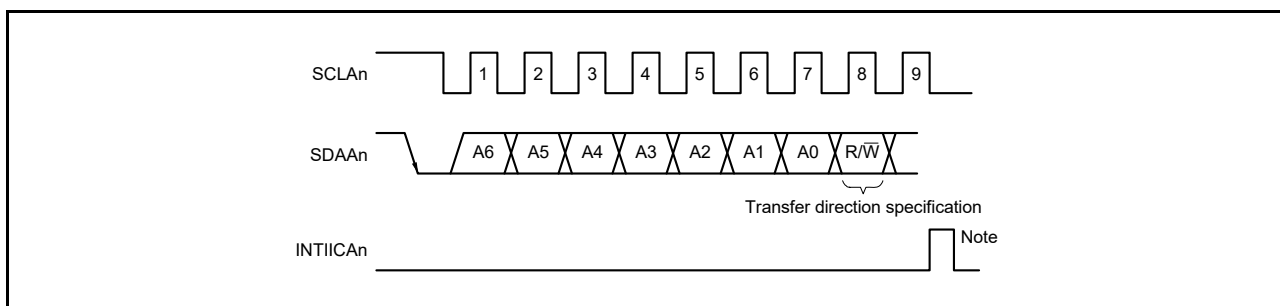 SCLAn 1 2 3 4 5 6 7 8 9
SDAAn A6 A5 A4 A3 A2 A1 A0 R/W̅
Transfer direction specification
INTIICAn Note